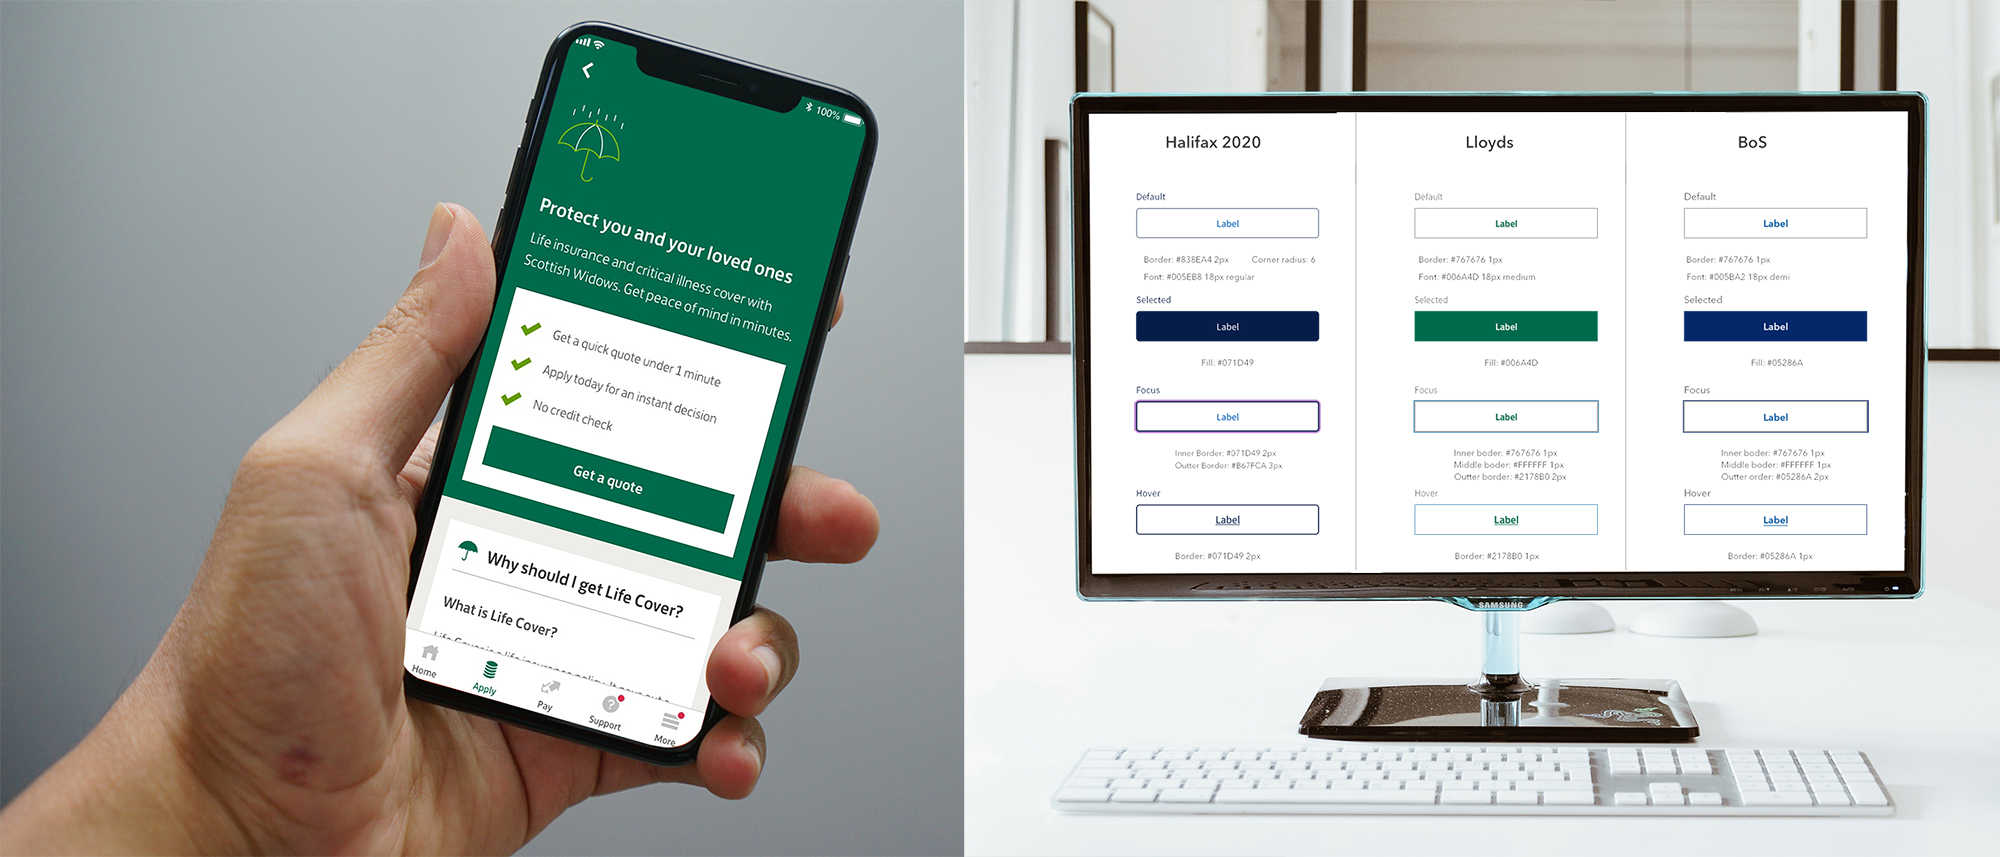 100%
Protect you and your loved ones
Life insurance and critical illness cover with
Scottish Widows. Get peace of mind in minutes.
Get a quick quote under 1 minute
Apply today for an instant decision
No credit check
Get a quote
Why should I get Life Cover?
What is Life Cover?
Home
Apply
Pay
Support
More
Halifax 2020
Default
Label
Border: #838EA4 2px
Corner radius: 6
Font: #005EB8 18px regular
Selected
Label
Fill: #071D49
Focus
Label
Inner Border: #071D49 2px
Outter Border: #B67FCA 3px
Hover
Label
Border: #071D49 2px
Lloyds
Default
Label
Border: #767676 1px
Font: #006A4D 18px medium
Selected
Label
Fill: #006A4D
Focus
Label
Inner boder: #767676 1px
Middle boder: #FFFFFF 1px
Outter border: #2178B0 2px
Hover
Label
Border: #2178B0 1px
BoS
Default
Label
Border: #767676 1px
Font: #005BA2 18px demi
Selected
Label
Fill: #05286A
Focus
Label
Inner boder: #767676 1px
Middle boder: #FFFFFF 1px
Outter order: #05286A 2px
Hover
Label
Border: #05286A 1px
SAMSUNG